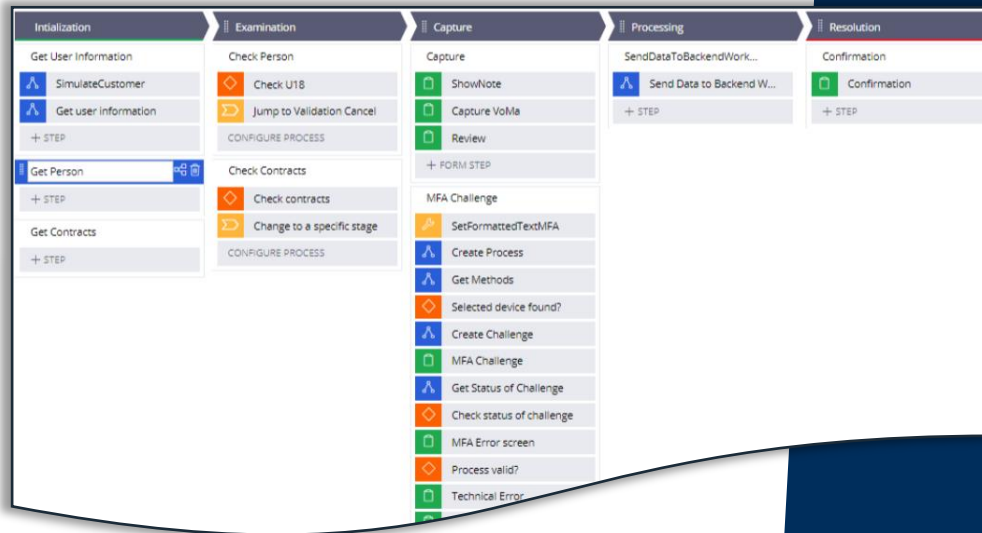 Intialization
Examination
Capture
Processing
Resolution
Get User Information
SimulateCustomer
Get user information
+ STEP
Get Person
+ STEP
Get Contracts
+ STEP
Check Person
Check U18
Jump to Validation Cancel
CONFIGURE PROCESS
Check Contracts
Check contracts
Change to a specific stage
CONFIGURE PROCESS
Capture
ShowNote
Capture VoMa
Review
+ FORM STEP
MFA Challenge
SetFormattedTextMFA
Create Process
Get Methods
Selected device found?
Create Challenge
MFA Challenge
Get Status of Challenge
Check status of challenge
MFA Error screen
Process valid?
Technical Error
SendDataToBackendWork...
Send Data to Backend W...
+ STEP
Confirmation
Confirmation
+ STEP